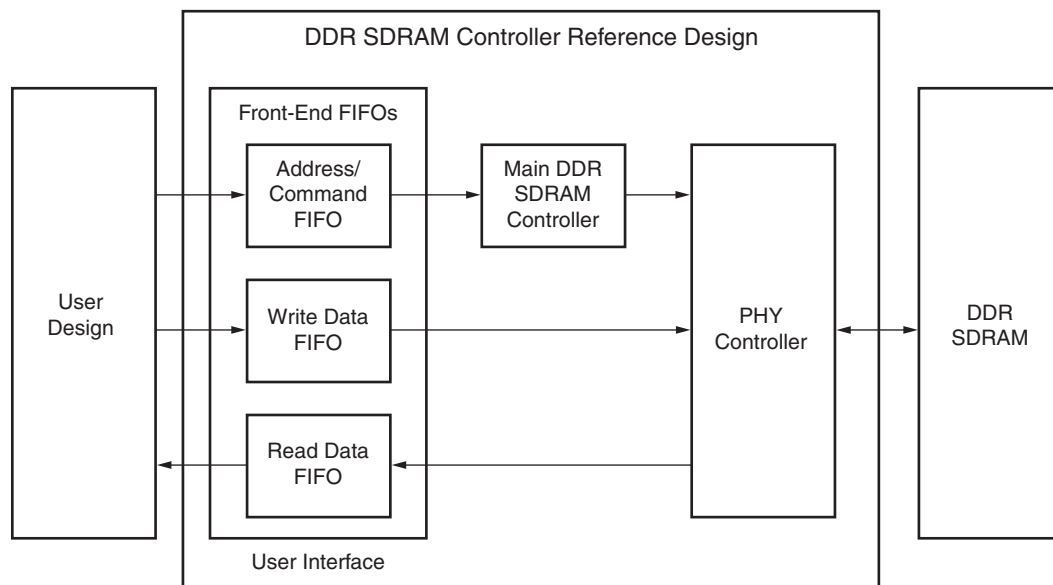 DDR SDRAM Controller Reference Design
Front-End FIFOs
Address/
Command
FIFO
Main DDR
SDRAM
Controller
User
Design
Write Data
FIFO
PHY
Controller
DDR
SDRAM
Read Data
FIFO
User Interface